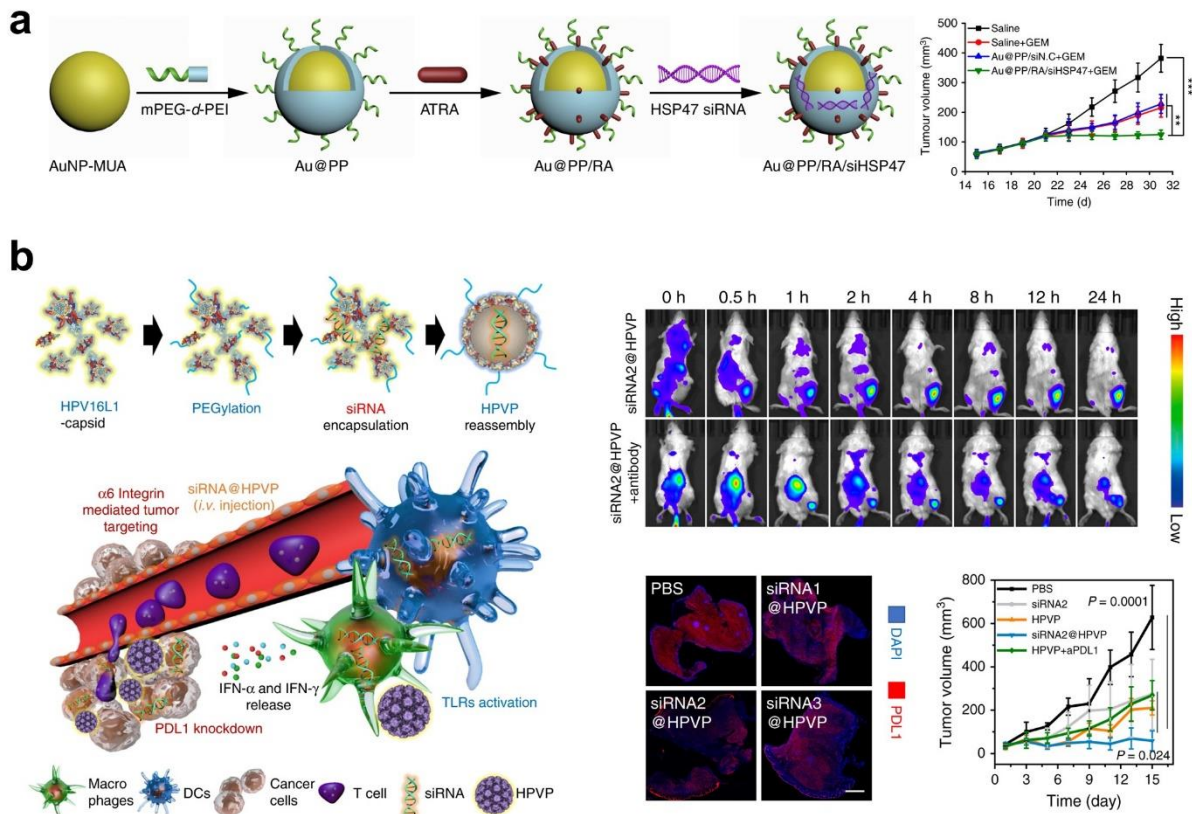 a
mPEG-d-PEI
ATRA
HSP47 siRNA
AuNP-MUA
Au@PP
Au@PP/RA
Au@PP/RA/siHSP47
Tumour volume (mm³)
500
400
300
200
100
0
14 16 18 20 22 24 26 28 30 32
Time (d)
Saline
Saline+GEM
Au@PP/siN.C+GEM
Au@PP/RA/siHSP47+GEM
**
***
b
HPV16L1
-capsid
PEGylation
siRNA
encapsulation
HPVP
reassembly
α6 Integrin
mediated tumor
targeting
siRNA@HPVP
(i.v. injection)
IFN-α and IFN-γ
release
TLRs activation
PDL1 knockdown
Macro
phages
DCs
Cancer
cells
T cell
siRNA
HPVP
0 h 0.5 h 1 h 2 h 4 h 8 h 12 h 24 h
siRNA2@HPVP
siRNA2@HPVP
+antibody
High
Low
PBS
siRNA1
@HPVP
siRNA2
@HPVP
siRNA3
@HPVP
DAPI
PDL1
Tumor volume (mm³)
800
600
400
200
0
0 3 6 9 12 15
Time (day)
PBS
siRNA2
HPVP
siRNA2@HPVP
HPVP+aPDL1
P = 0.0001
P = 0.024